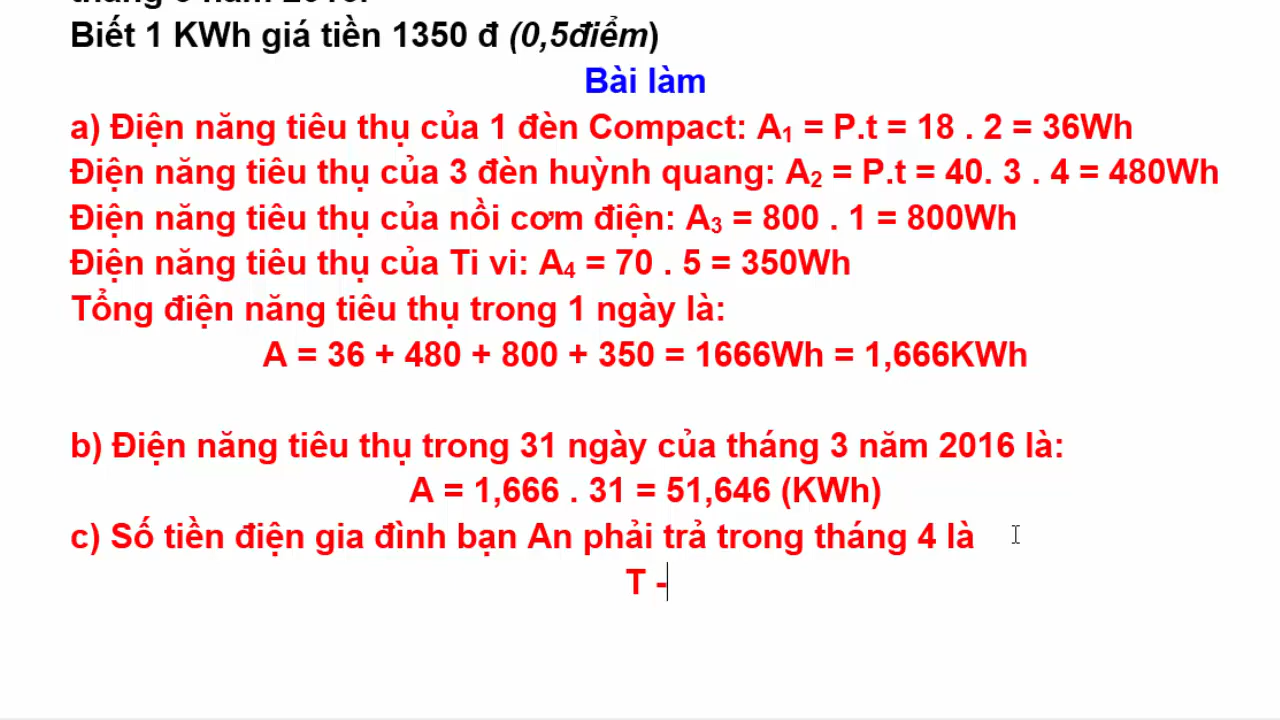 Biết 1 KWh giá tiền 1350 đ (0,5điểm)
Bài làm
a) Điện năng tiêu thụ của 1 đèn Compact: A₁ = P.t = 18 . 2 = 36Wh
Điện năng tiêu thụ của 3 đèn huỳnh quang: A₂ = P.t = 40. 3 . 4 = 480Wh
Điện năng tiêu thụ của nồi cơm điện: A₃ = 800 . 1 = 800Wh
Điện năng tiêu thụ của Ti vi: A₄ = 70 . 5 = 350Wh
Tổng điện năng tiêu thụ trong 1 ngày là:
A = 36 + 480 + 800 + 350 = 1666Wh = 1,666KWh
b) Điện năng tiêu thụ trong 31 ngày của tháng 3 năm 2016 là:
A = 1,666 . 31 = 51,646 (KWh)
c) Số tiền điện gia đình bạn An phải trả trong tháng 4 là
T -